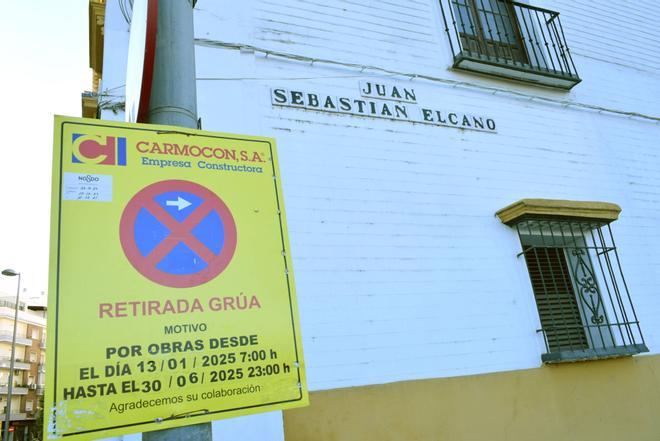 JUAN
SEBASTIAN ELCANO
CARMOCON, S.A.
Empresa Constructora
NO8DO
RETIRADA GRÚA
MOTIVO
POR OBRAS DESDE
EL DÍA 13/01/2025 7:00 h
HASTA EL 30/06/2025 23:00 h
Agradecemos su colaboración